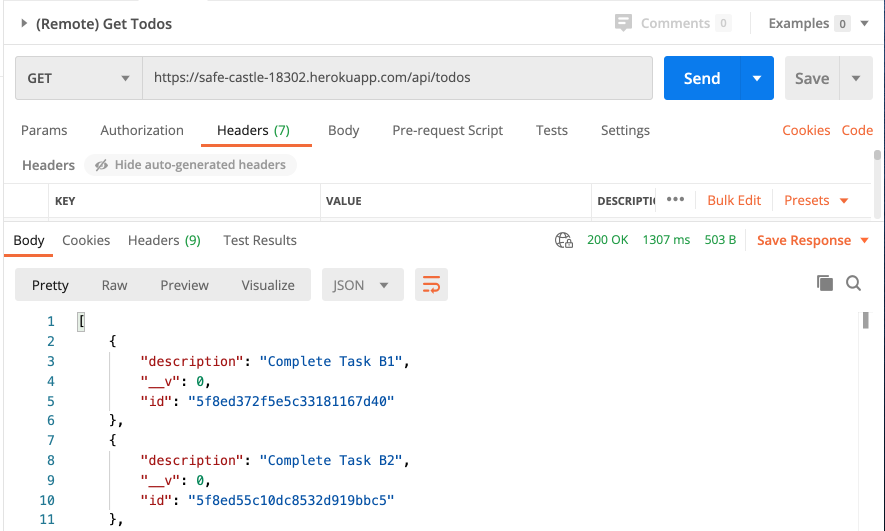 (Remote) Get Todos Comments 0 Examples 0
GET https://safe-castle-18302.herokuapp.com/api/todos Send Save
Params Authorization Headers (7) Body Pre-request Script Tests Settings Cookies Code
Headers Hide auto-generated headers
KEY VALUE DESCRIPTI ••• Bulk Edit Presets
Body Cookies Headers (9) Test Results 200 OK 1307 ms 503 B Save Response
Pretty Raw Preview Visualize JSON
1 [
2 {
3 "description": "Complete Task B1",
4 "__v": 0,
5 "id": "5f8ed372f5e5c33181167d40"
6 },
7 {
8 "description": "Complete Task B2",
9 "__v": 0,
10 "id": "5f8ed55c10dc8532d919bbc5"
11 },